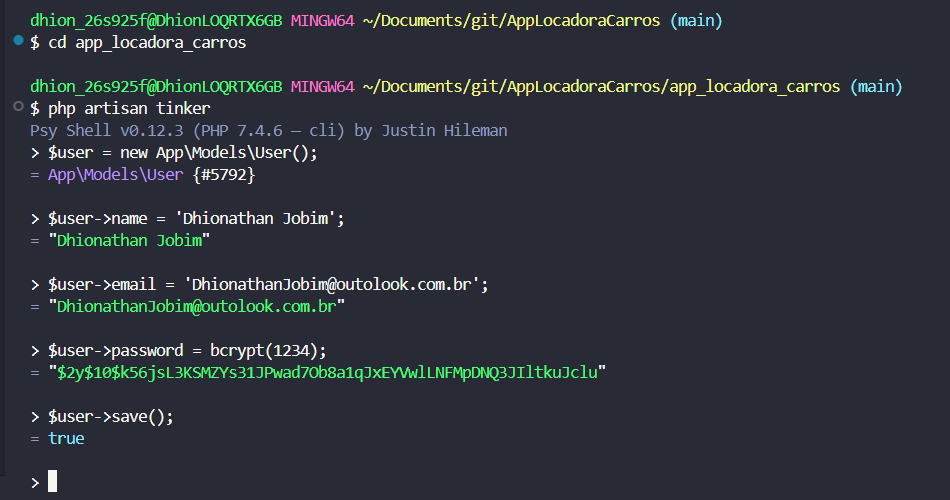 dhion_26s925f@DhionLOQRTX6GB MINGW64 ~/Documents/git/AppLocadoraCarros (main)
$ cd app_locadora_carros
dhion_26s925f@DhionLOQRTX6GB MINGW64 ~/Documents/git/AppLocadoraCarros/app_locadora_carros (main)
$ php artisan tinker
Psy Shell v0.12.3 (PHP 7.4.6 — cli) by Justin Hileman
> $user = new App\Models\User();
= App\Models\User {#5792}
> $user->name = 'Dhionathan Jobim';
= "Dhionathan Jobim"
> $user->email = 'DhionathanJobim@outolook.com.br';
= "DhionathanJobim@outolook.com.br"
> $user->password = bcrypt(1234);
= "$2y$10$k56jsL3KSMZYs31JPwad7Ob8a1qJxEYVwlLNFMpDNQ3JIltkuJclu"
> $user->save();
= true
>